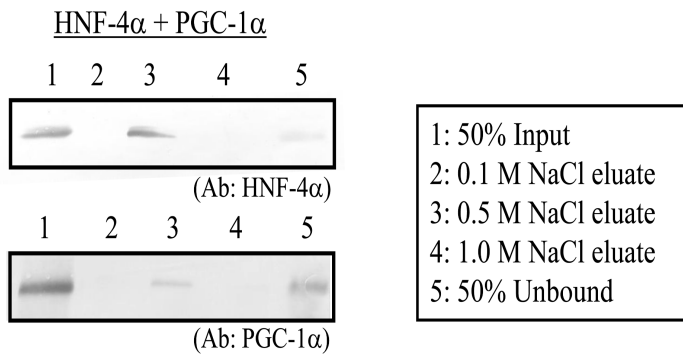 HNF-4α + PGC-1α
1 2 3 4 5
(Ab: HNF-4α)
1 2 3 4 5
(Ab: PGC-1α)
1: 50% Input
2: 0.1 M NaCl eluate
3: 0.5 M NaCl eluate
4: 1.0 M NaCl eluate
5: 50% Unbound